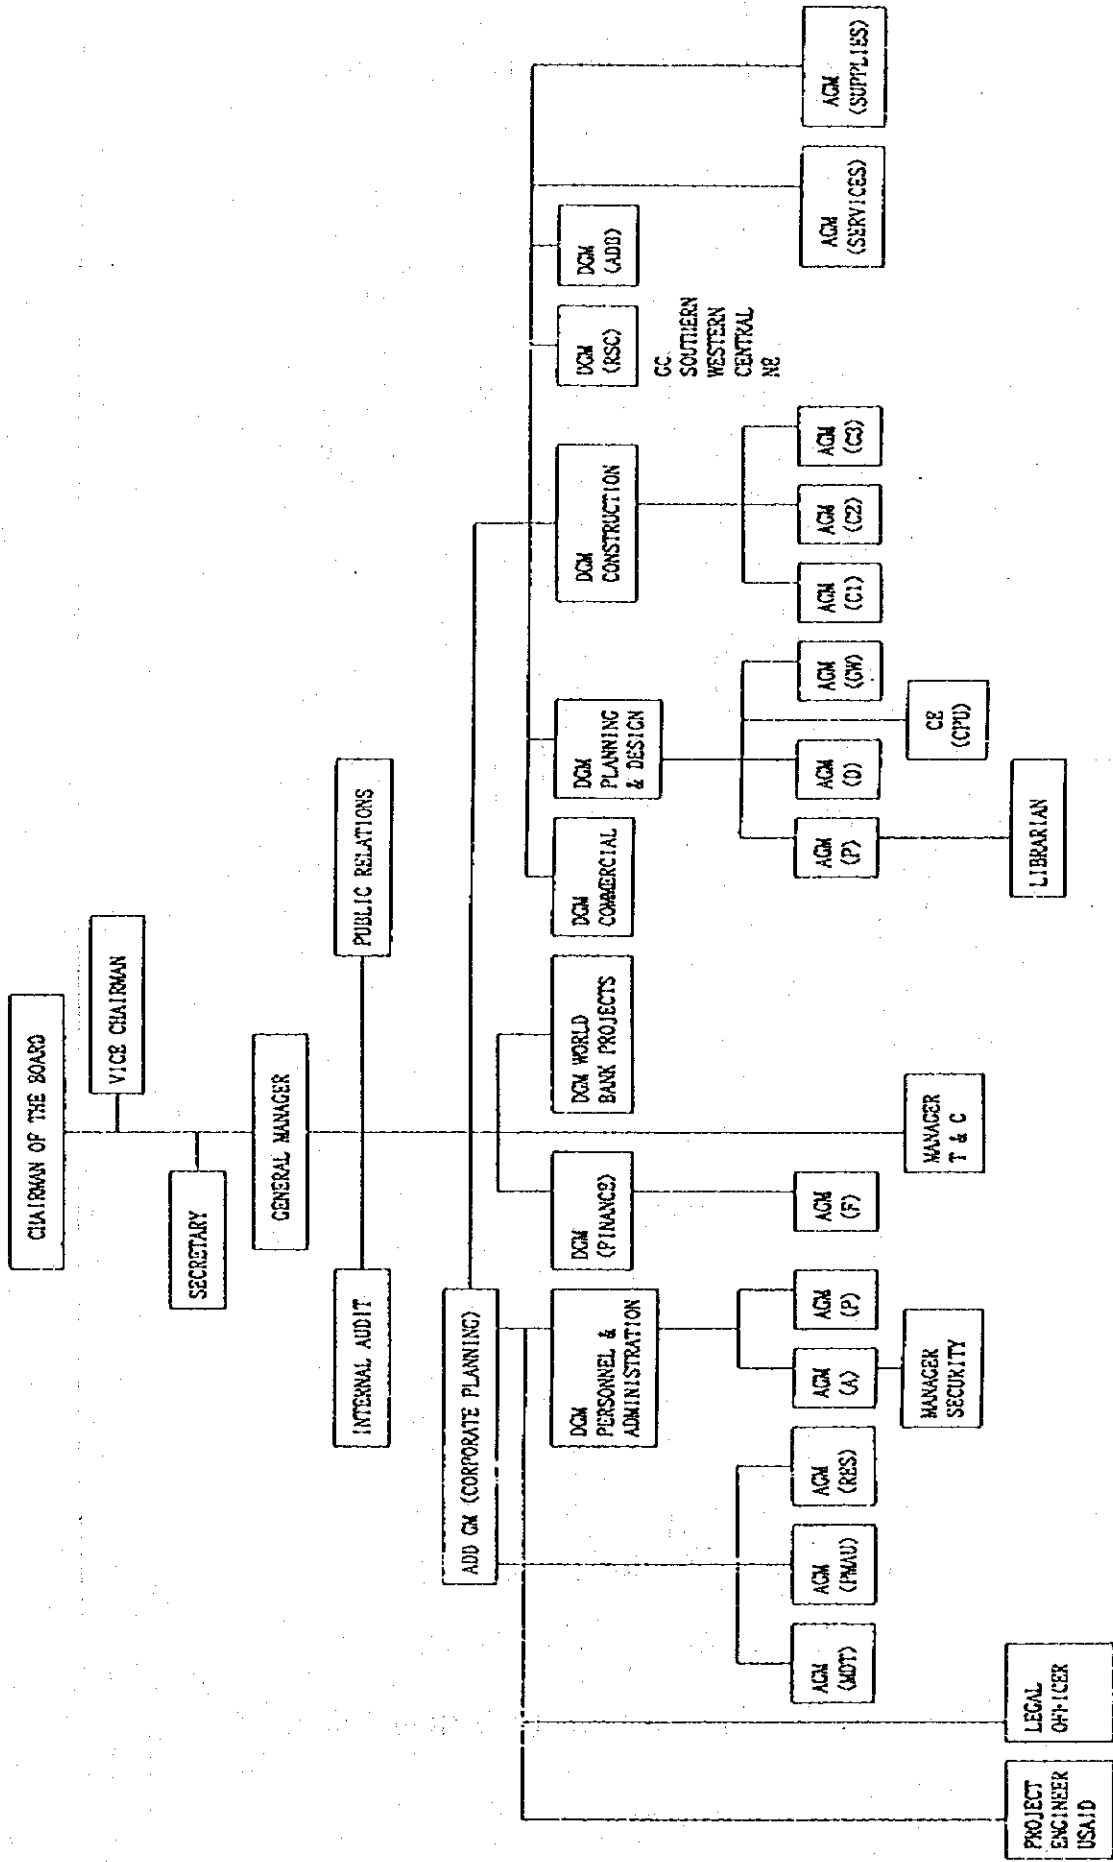 CHAIRMAN OF THE BOARD
VICE CHAIRMAN
SECRETARY
GENERAL MANAGER
INTERNAL AUDIT
PUBLIC RELATIONS
ADD GM (CORPORATE PLANNING)
DGM
PERSONNEL &
ADMINISTRATION
DGM
(FINANCE)
DGM WORLD
BANK PROJECTS
DGM
COMMERCIAL
DGM
PLANNING
& DESIGN
DGM
CONSTRUCTION
DGM
(RSC)
GC
SOUTHERN
WESTERN
CENTRAL
NE
DGM
(ADB)
AGM
(MDT)
AGM
(PMAU)
AGM
(RES)
AGM
(A)
AGM
(P)
AGM
(F)
AGM
(P)
AGM
(D)
AGM
(GW)
AGM
(C1)
AGM
(C2)
AGM
(C3)
AGM
(SERVICES)
AGM
(SUPPLIES)
MANAGER
SECURITY
MANAGER
T & C
CE
(CPU)
PROJECT
ENGINEER
USAID
LEGAL
OFFICER
LIBRARIAN